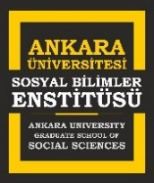 ANKARA
ÜNİVERSİTESİ
SOSYAL BİLİMLER
ENSTİTÜSÜ
ANKARA UNIVERSITY
GRADUATE SCHOOL OF
SOCIAL SCIENCES